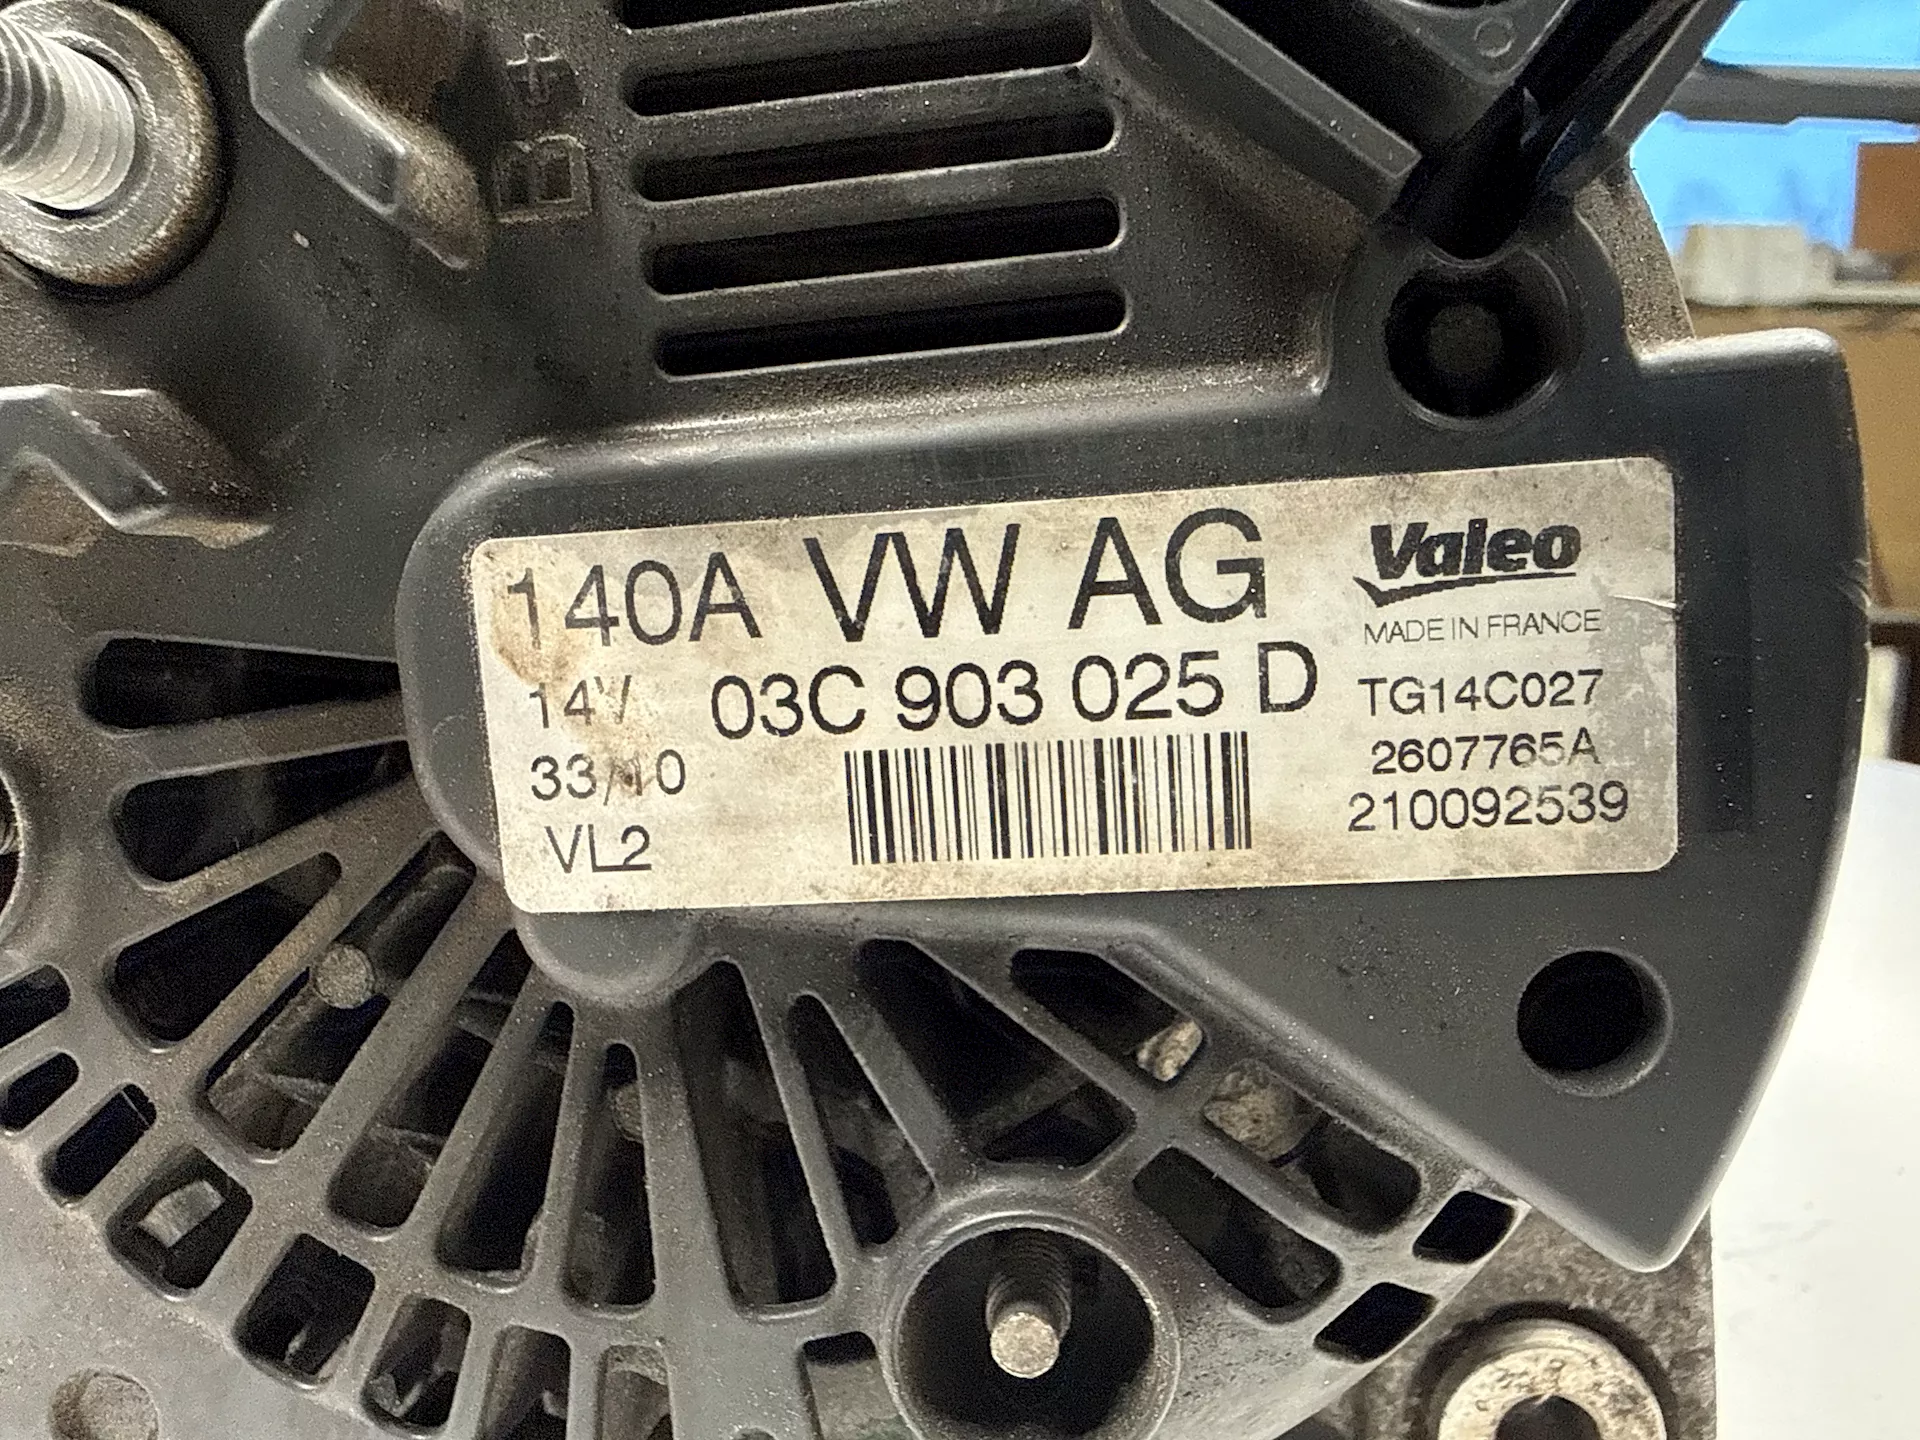 B+
140A VW AG
Valeo
MADE IN FRANCE
14V 03C 903 025 D TG14C027
33/10 2607765A
VL2 210092539